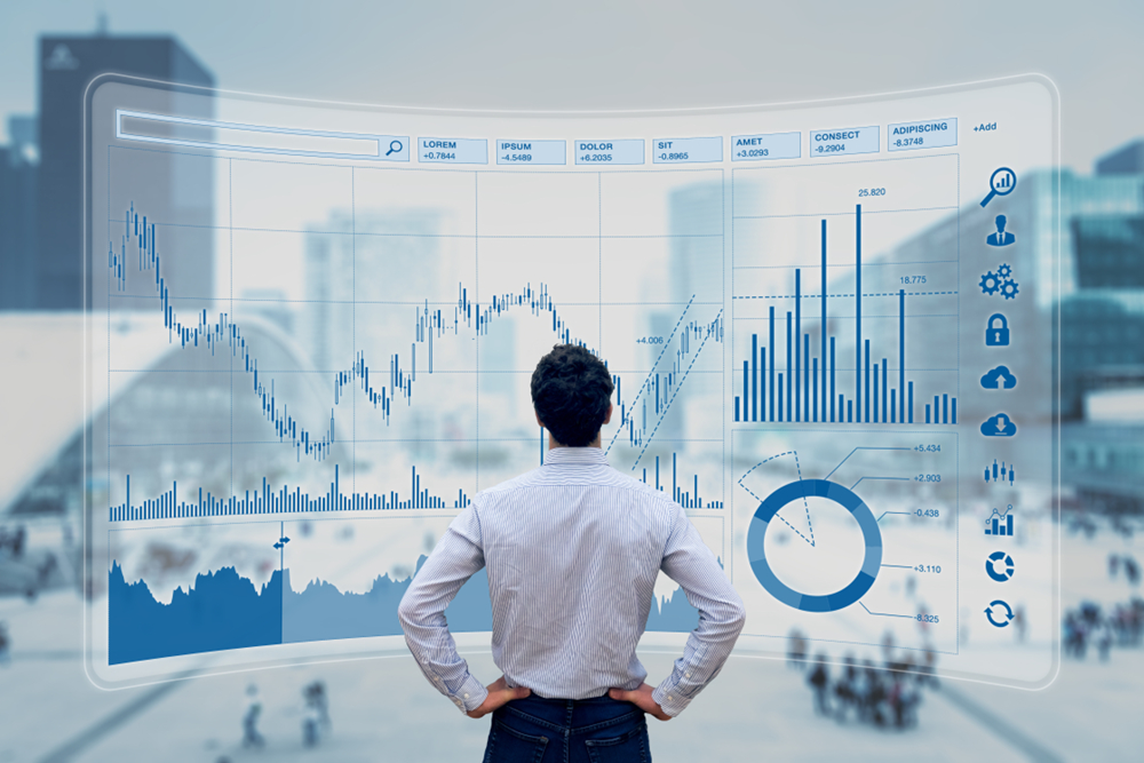 LOREM
+0.7844
IPSUM
-4.5489
DOLOR
+6.2035
SIT
-0.8965
AMET
+3.0293
CONSECT
-9.2904
ADIPISCING
-8.3748
+Add
25.820
18.775
+4.006
+5.434
+2.903
-0.438
+3.110
-8.325